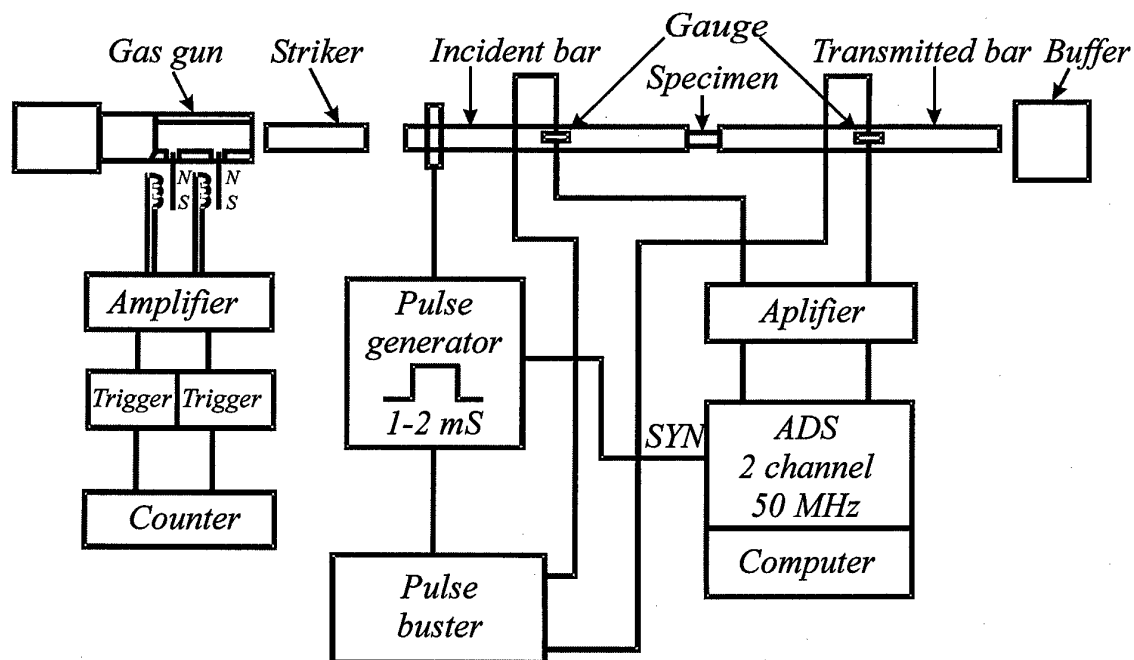 Gas gun
Striker
Incident bar
Gauge
Specimen
Transmitted bar
Buffer
N
S
N
S
Amplifier
Trigger
Trigger
Counter
Pulse
generator
1-2 mS
Pulse
buster
SYN
Aplifier
ADS
2 channel
50 MHz
Computer